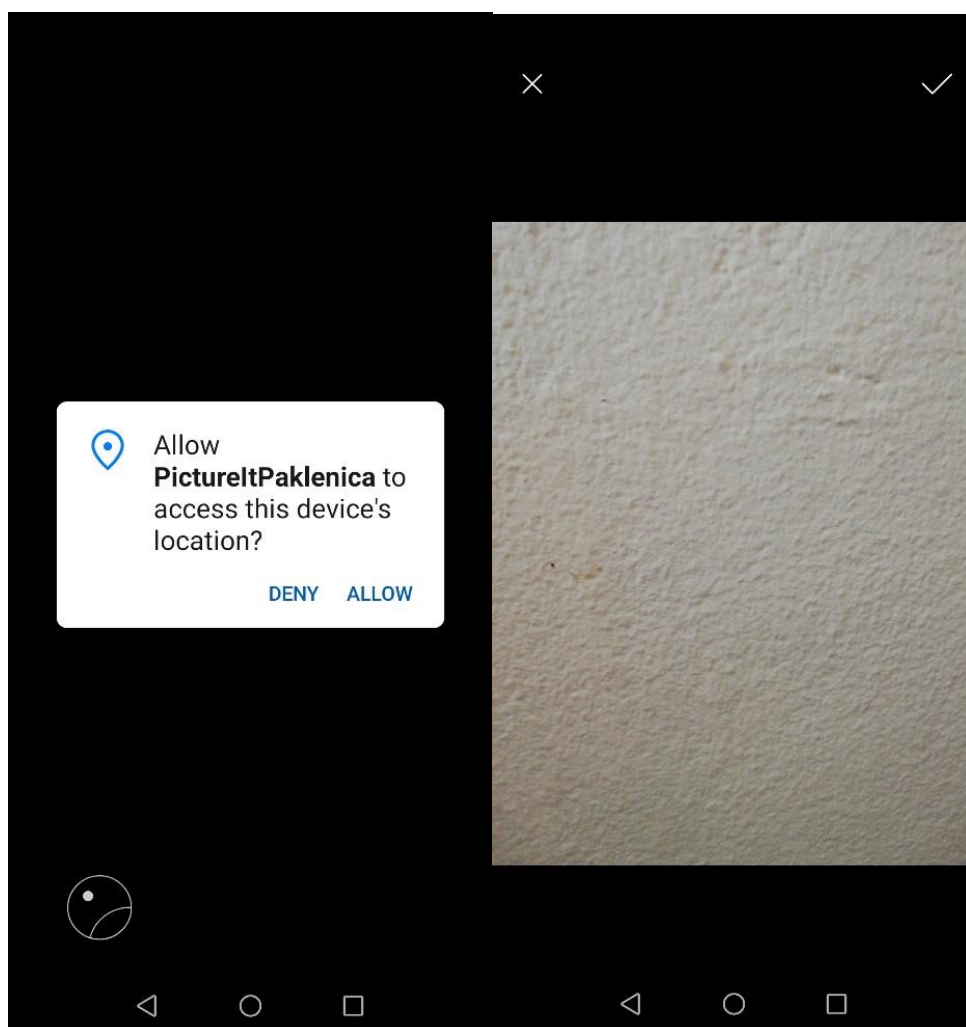 Allow
PictureItPaklenica to
access this device's
location?
DENY ALLOW